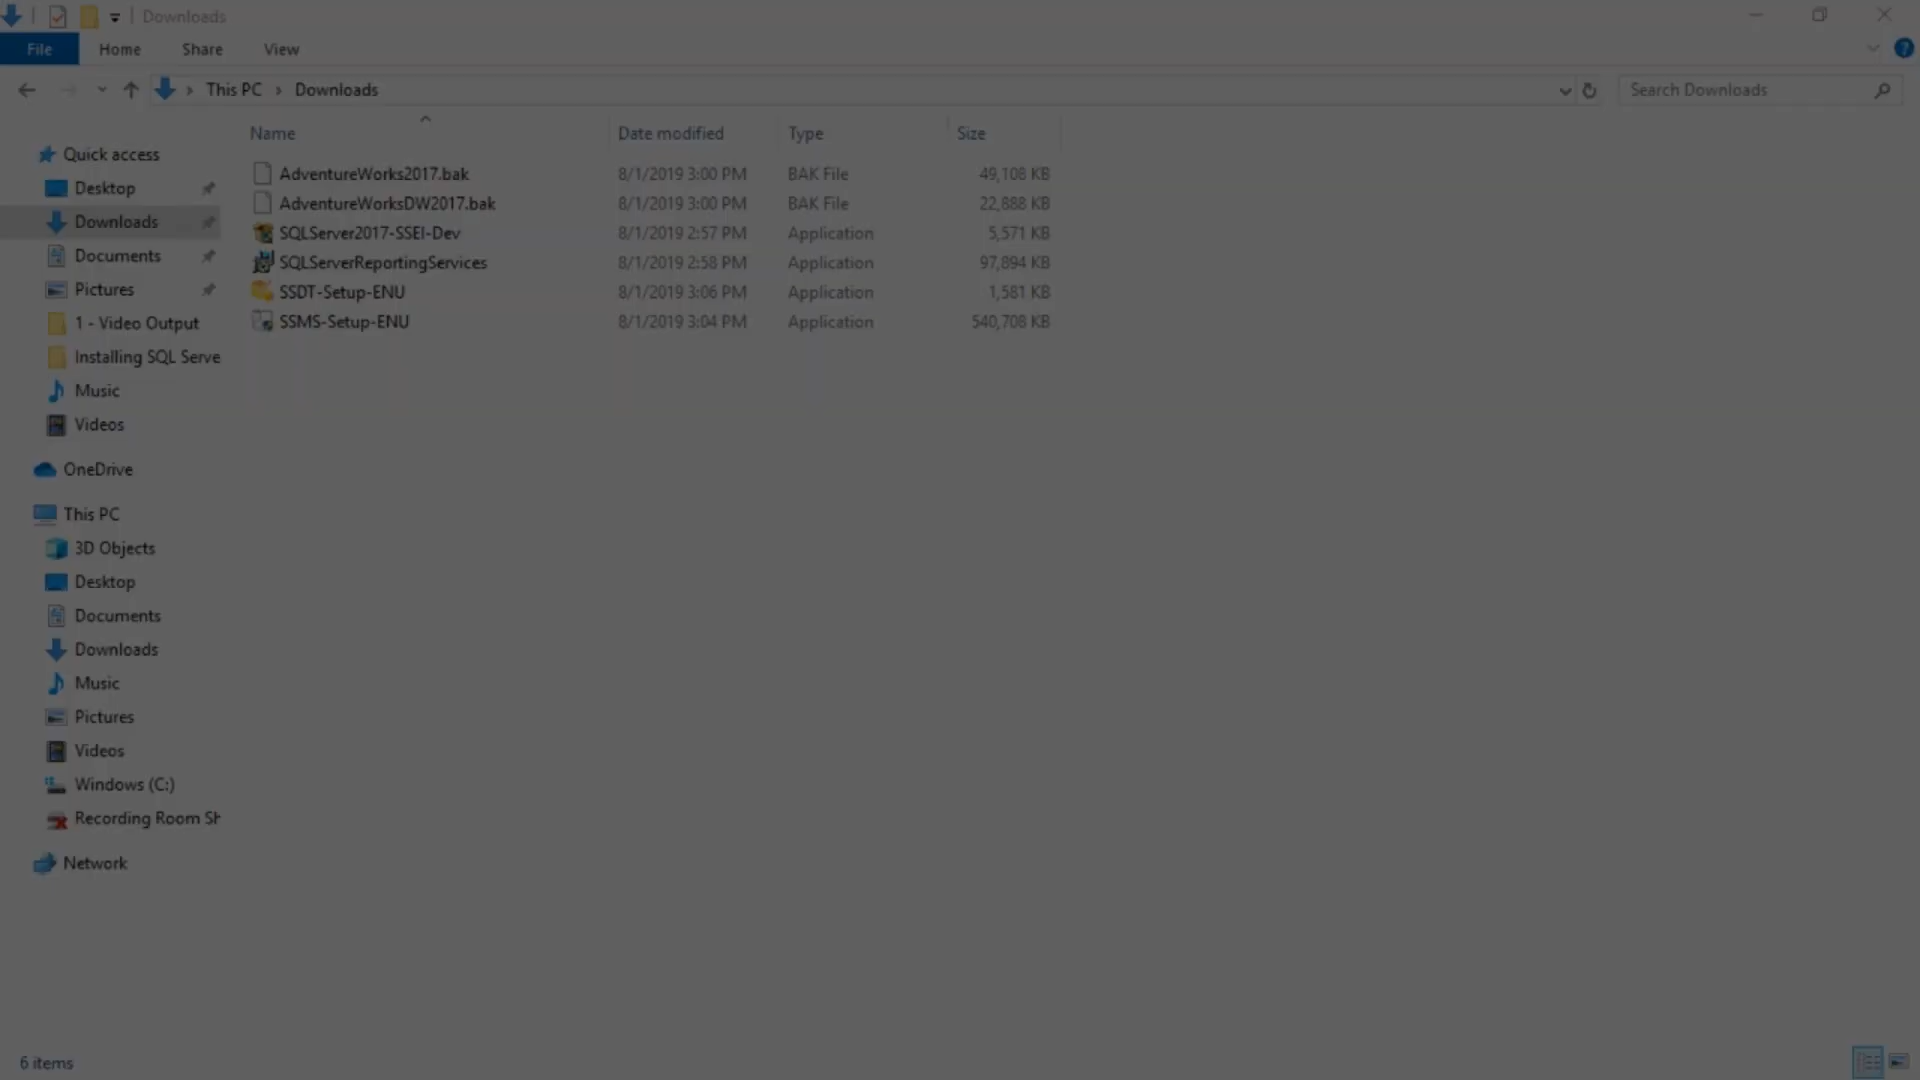 Downloads
File Home Share View
This PC Downloads Search Downloads
Name Date modified Type Size
Quick access
Desktop
Downloads
Documents
Pictures
1 - Video Output
Installing SQL Serve
Music
Videos
OneDrive
This PC
3D Objects
Desktop
Documents
Downloads
Music
Pictures
Videos
Windows (C:)
Recording Room Sh
Network
AdventureWorks2017.bak 8/1/2019 3:00 PM BAK File 49,108 KB
AdventureWorksDW2017.bak 8/1/2019 3:00 PM BAK File 22,888 KB
SQLServer2017-SSEI-Dev 8/1/2019 2:57 PM Application 5,571 KB
SQLServerReportingServices 8/1/2019 2:58 PM Application 97,894 KB
SSDT-Setup-ENU 8/1/2019 3:06 PM Application 1,581 KB
SSMS-Setup-ENU 8/1/2019 3:04 PM Application 540,708 KB
6 items